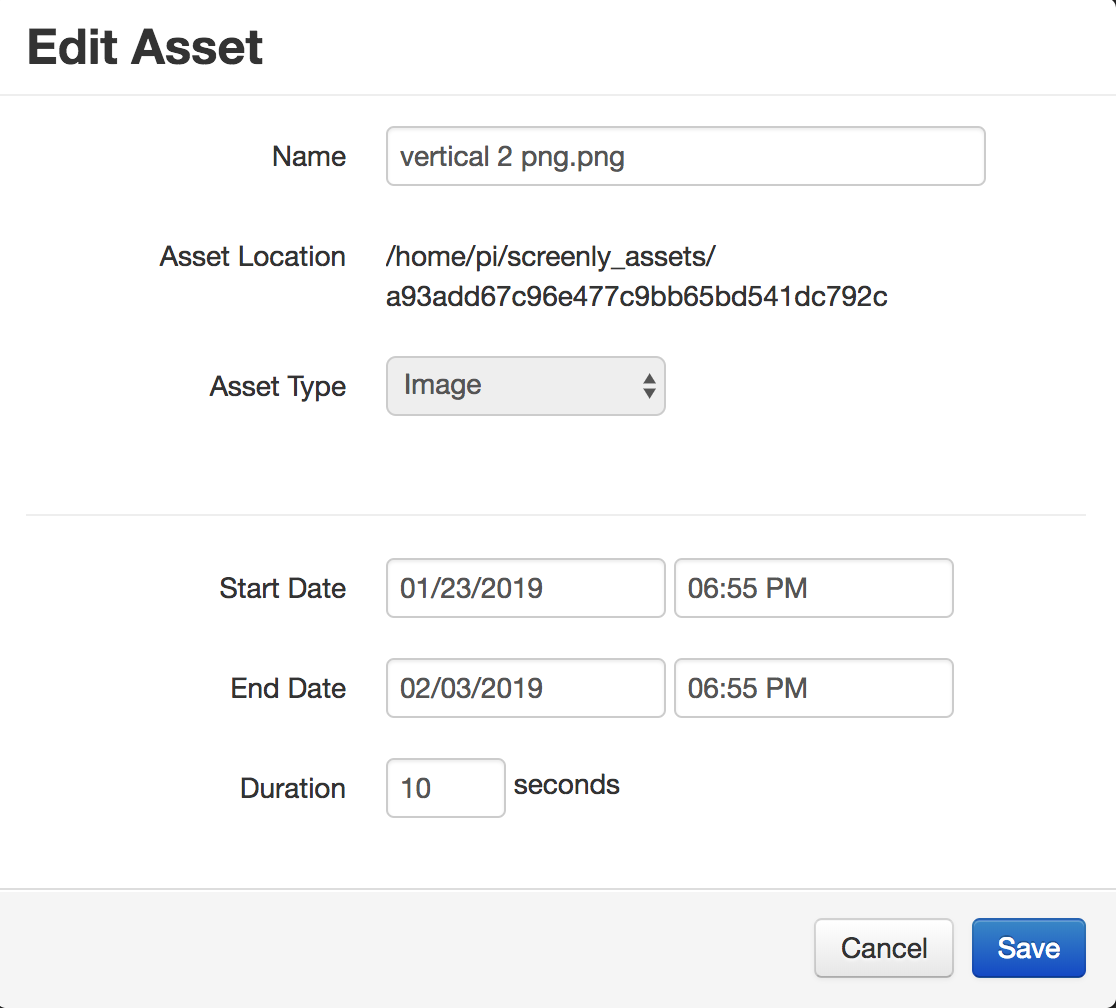 Edit Asset
Name vertical 2 png.png
Asset Location /home/pi/screenly_assets/
a93add67c96e477c9bb65bd541dc792c
Asset Type Image
Start Date 01/23/2019 06:55 PM
End Date 02/03/2019 06:55 PM
Duration 10 seconds
Cancel Save